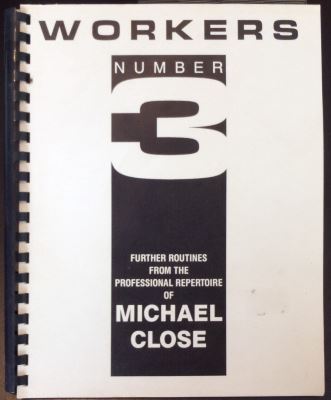 WORKERS
NUMBER
3
FURTHER ROUTINES
FROM THE
PROFESSIONAL REPERTOIRE
OF
MICHAEL
CLOSE